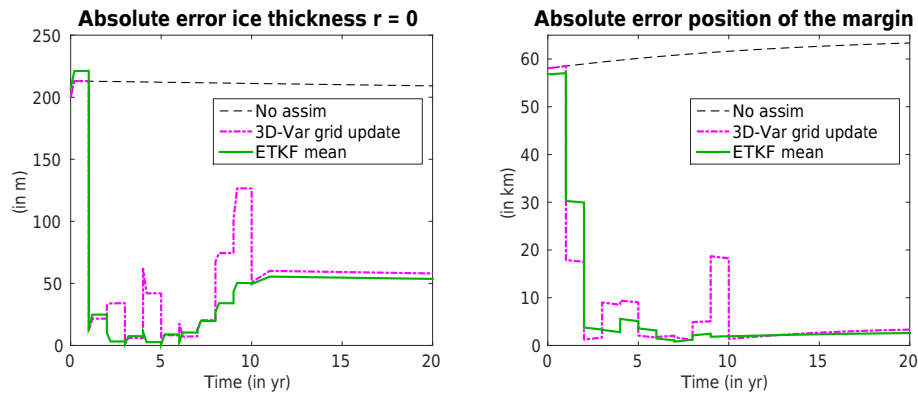 Absolute error ice thickness r = 0
250
200
150
100
50
0
(in m)
No assim
3D-Var grid update
ETKF mean
0
5
10
15
20
Time (in yr)
Absolute error position of the margin
60
50
40
30
20
10
0
(in km)
No assim
3D-Var grid update
ETKF mean
0
5
10
15
20
Time (in yr)